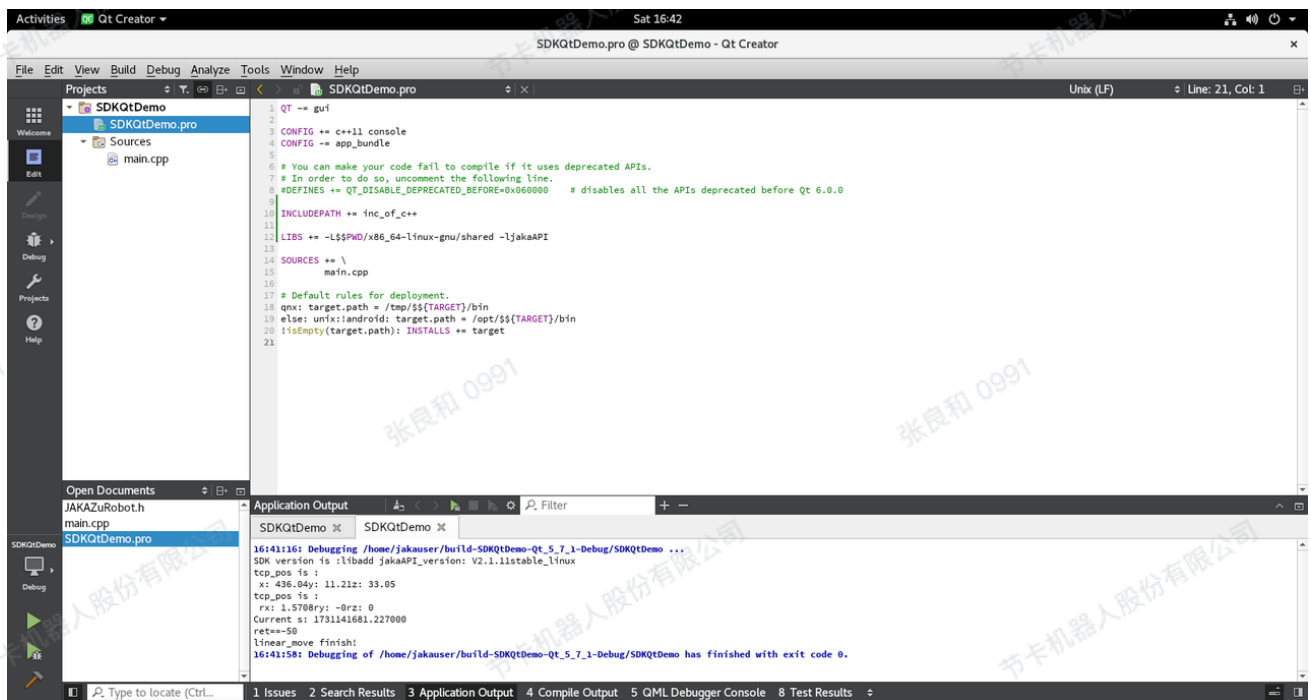 Activities Qt Creator Sat 16:42
SDKQtDemo.pro @ SDKQtDemo - Qt Creator ×
File Edit View Build Debug Analyze Tools Window Help
Projects SDKQtDemo.pro Unix (LF) Line: 21, Col: 1
Welcome
Edit
Design
Debug
Projects
Help
SDKQtDemo
SDKQtDemo.pro
Sources
main.cpp
1 QT -= gui
2
3 CONFIG += c++11 console
4 CONFIG -= app_bundle
5
6 # You can make your code fail to compile if it uses deprecated APIs.
7 # In order to do so, uncomment the following line.
8 #DEFINES += QT_DISABLE_DEPRECATED_BEFORE=0x060000 # disables all the APIs deprecated before Qt 6.0.0
9
10 INCLUDEPATH += inc_of_c++
11
12 LIBS += -L$$PWD/x86_64-linux-gnu/shared -ljakaAPI
13
14 SOURCES += \
15 main.cpp
16
17 # Default rules for deployment.
18 qnx: target.path = /tmp/$${TARGET}/bin
19 else: unix:!android: target.path = /opt/$${TARGET}/bin
20 !isEmpty(target.path): INSTALLS += target
21
张良和 0991
张良和 0991
Open Documents
JAKAZuRobot.h
main.cpp
SDKQtDemo.pro
SDKQtDemo
Debug
Application Output Filter
SDKQtDemo SDKQtDemo
16:41:16: Debugging /home/jakauser/build-SDKQtDemo-Qt_5_7_1-Debug/SDKQtDemo ...
SDK version is :libadd jakaAPI_version: V2.1.11stable_linux
tcp_pos is :
x: 436.04y: 11.21z: 33.05
tcp_pos is :
rx: 1.5708ry: -0rz: 0
Current s: 1731141681.227000
ret==-50
linear_move finish!
16:41:58: Debugging of /home/jakauser/build-SDKQtDemo-Qt_5_7_1-Debug/SDKQtDemo has finished with exit code 0.
节卡机器人股份有限公司
节卡机器人股份有限公司
Type to locate (Ctrl... 1 Issues 2 Search Results 3 Application Output 4 Compile Output 5 QML Debugger Console 8 Test Results